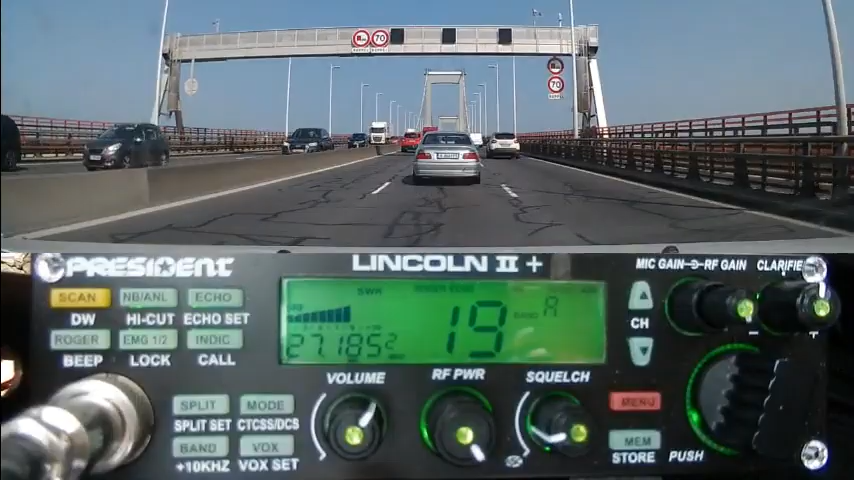 70
70
PRESIDENT
LINCOLN II +
MIC GAIN RF GAIN CLARIFIER
SCAN NB/ANL ECHO
DW HI-CUT ECHO SET
ROGER EMG 1/2 INDIC
BEEP LOCK CALL
SPLIT MODE
SPLIT SET CTCSS/DCS
BAND VOX
+10KHZ VOX SET
19
27.1852
VOLUME RF PWR SQUELCH
CH
MENU
MEM
STORE PUSH